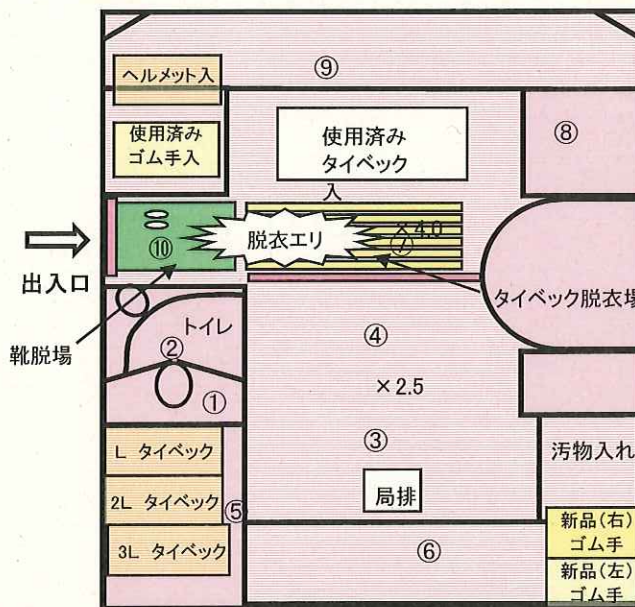 ⑨
ヘルメット入
使用済み
ゴム手入
使用済み
タイベック
入
⑧
⑩
脱衣エリ
×4.0
⑦
出入口
靴脱場
タイベック脱衣場
トイレ
②
①
④
×2.5
③
局排
L タイベック
2L タイベック
3L タイベック
⑤
⑥
汚物入れ
新品(右)
ゴム手
新品(左)
ゴム手